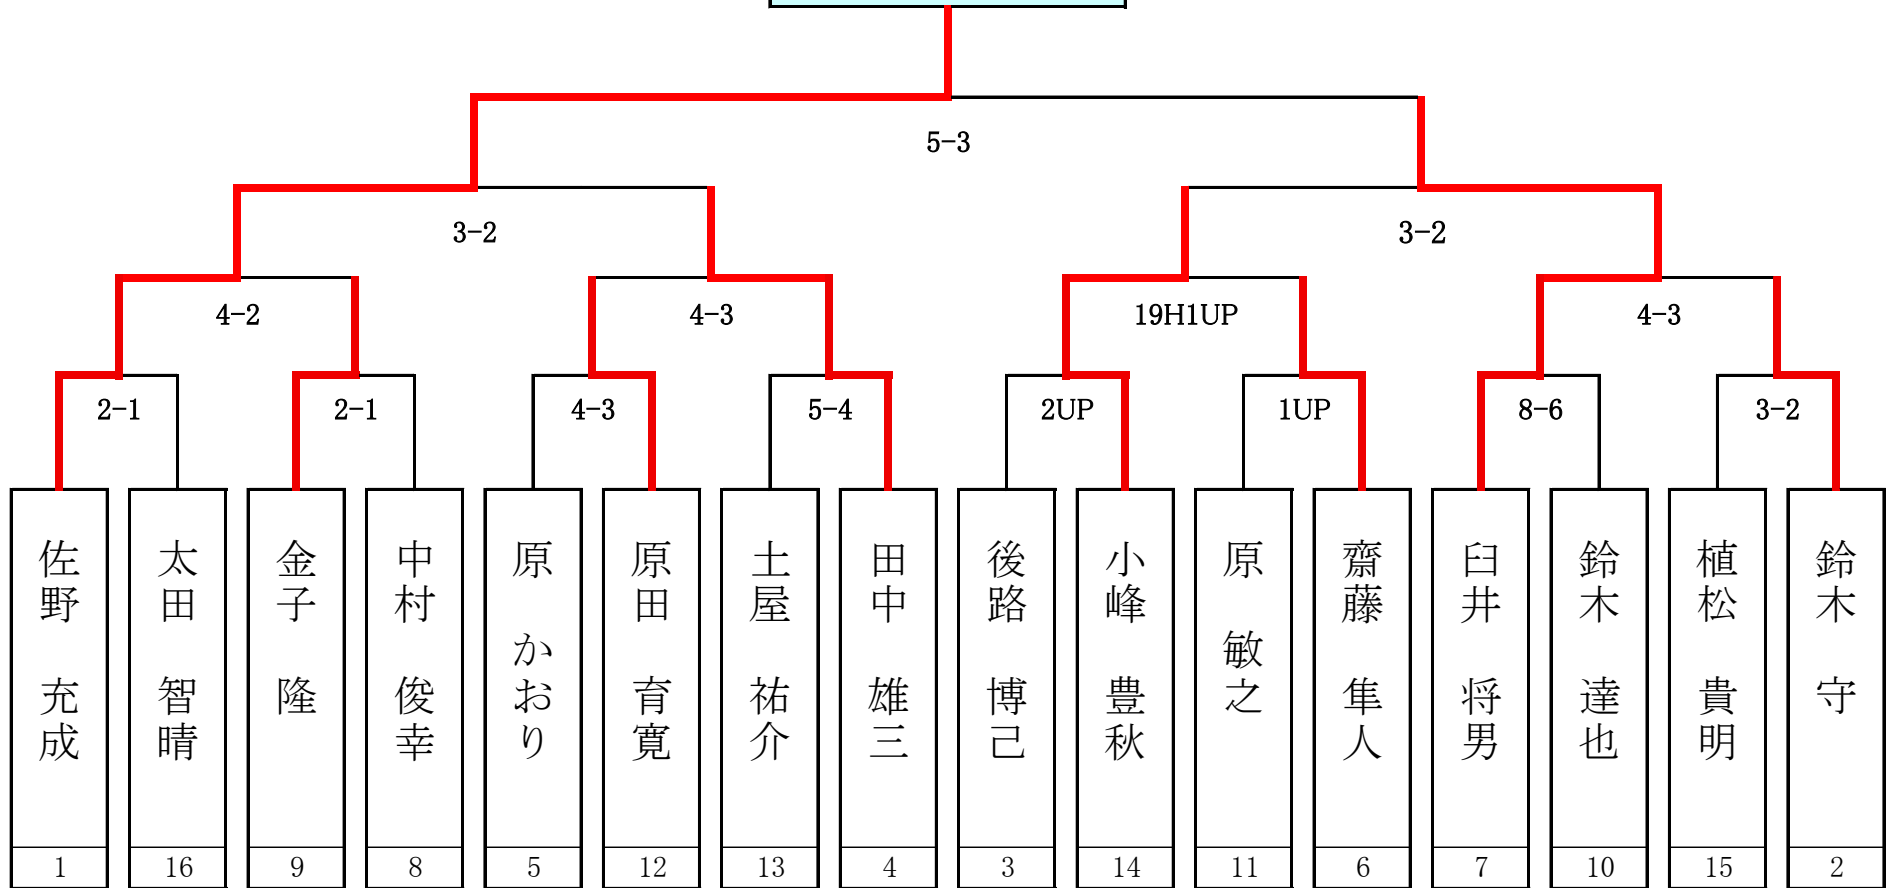 5-3
3-2
3-2
4-2
4-3
19H1UP
4-3
2-1
2-1
4-3
5-4
2UP
1UP
8-6
3-2
佐野 充成
太田 智晴
金子 隆
中村 俊幸
原 かおり
原田 育寛
土屋 祐介
田中 雄三
後路 博己
小峰 豊秋
原 敏之
齋藤 隼人
臼井 将男
鈴木 達也
植松 貴明
鈴木 守
1
16
9
8
5
12
13
4
3
14
11
6
7
10
15
2